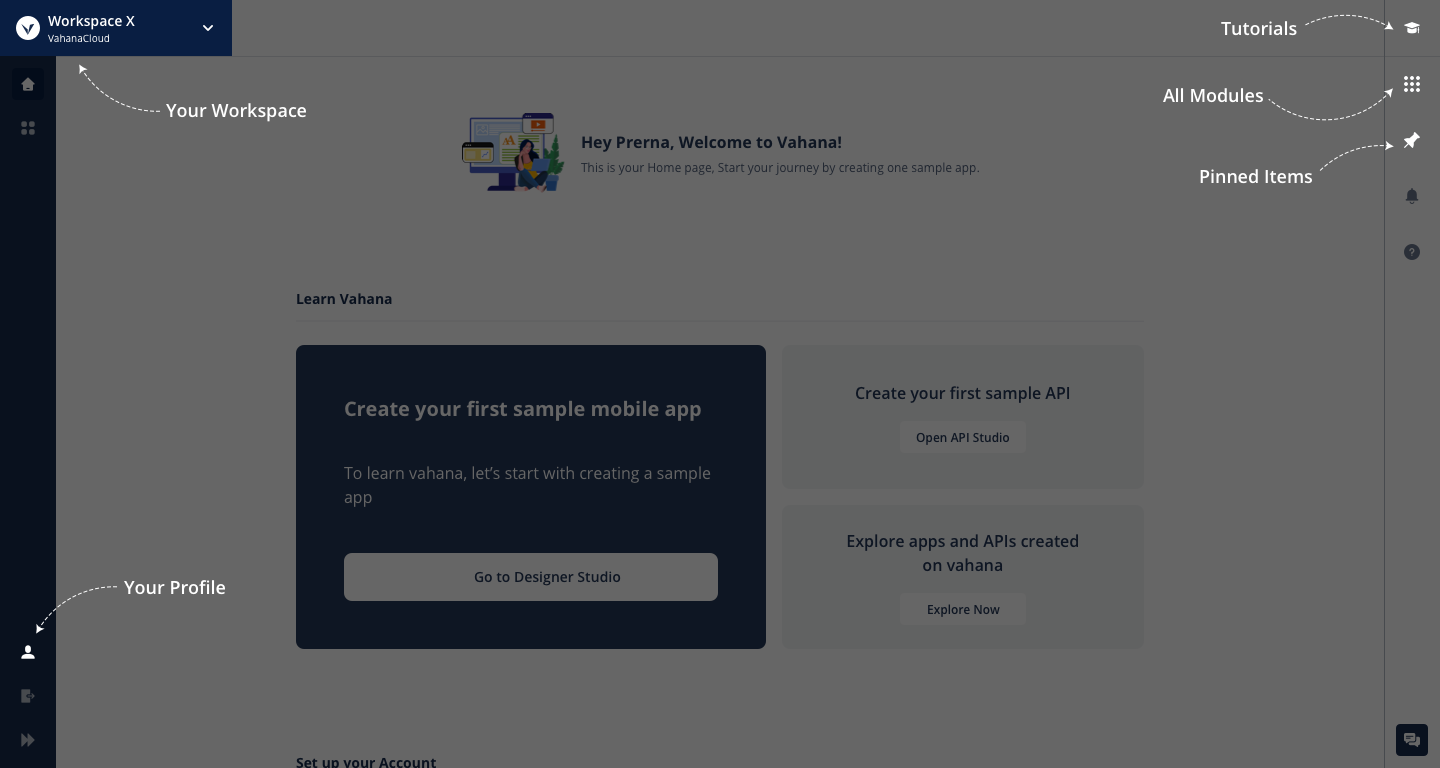 Workspace X
VahanaCloud
Tutorials
All Modules
Your Workspace
Pinned Items
Hey Prerna, Welcome to Vahana!
This is your Home page, Start your journey by creating one sample app.
Learn Vahana
Create your first sample mobile app
To learn vahana, let’s start with creating a sample
app
Go to Designer Studio
Create your first sample API
Open API Studio
Explore apps and APIs created
on vahana
Explore Now
Your Profile
Set up your Account